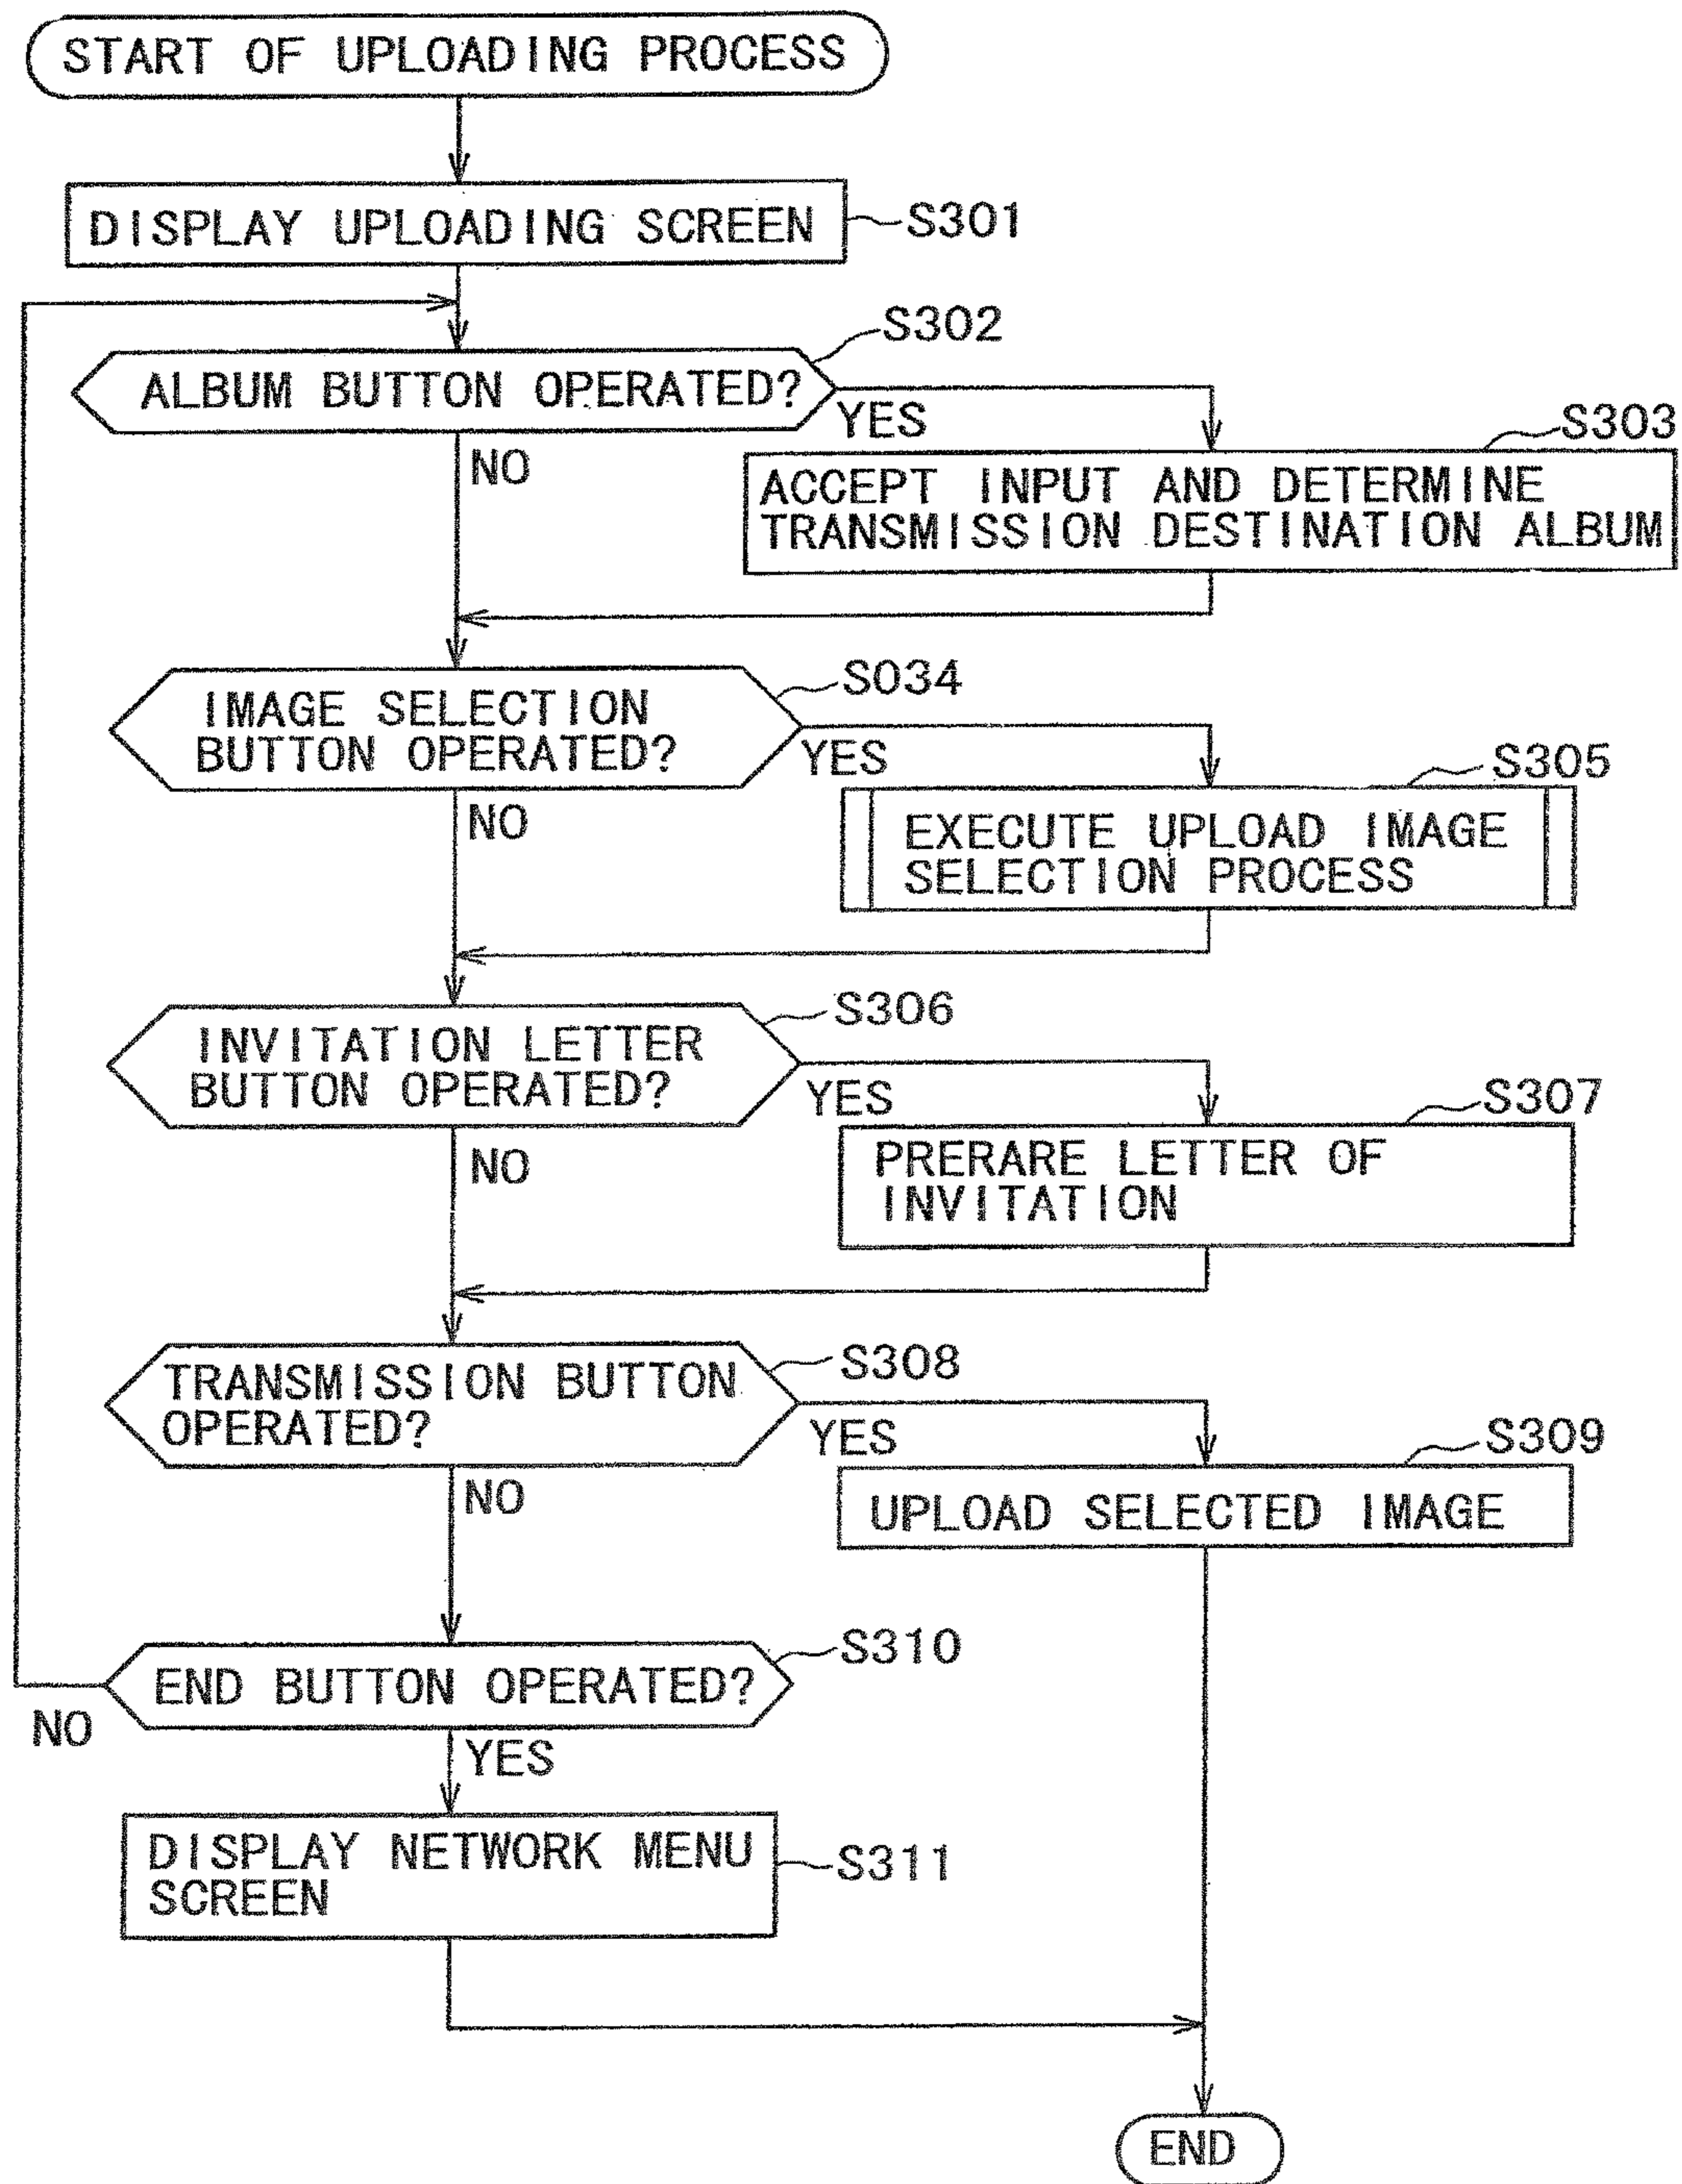 START OF UPLOADING PROCESS
DISPLAY UPLOADING SCREEN
S301
S302
ALBUM BUTTON OPERATED?
YES
NO
S303
ACCEPT INPUT AND DETERMINE
TRANSMISSION DESTINATION ALBUM
S034
IMAGE SELECTION
BUTTON OPERATED?
YES
NO
S305
EXECUTE UPLOAD IMAGE
SELECTION PROCESS
S306
INVITATION LETTER
BUTTON OPERATED?
YES
NO
S307
PRERARE LETTER OF
INVITATION
S308
TRANSMISSION BUTTON
OPERATED?
YES
NO
S309
UPLOAD SELECTED IMAGE
S310
END BUTTON OPERATED?
NO
YES
DISPLAY NETWORK MENU
SCREEN
S311
END